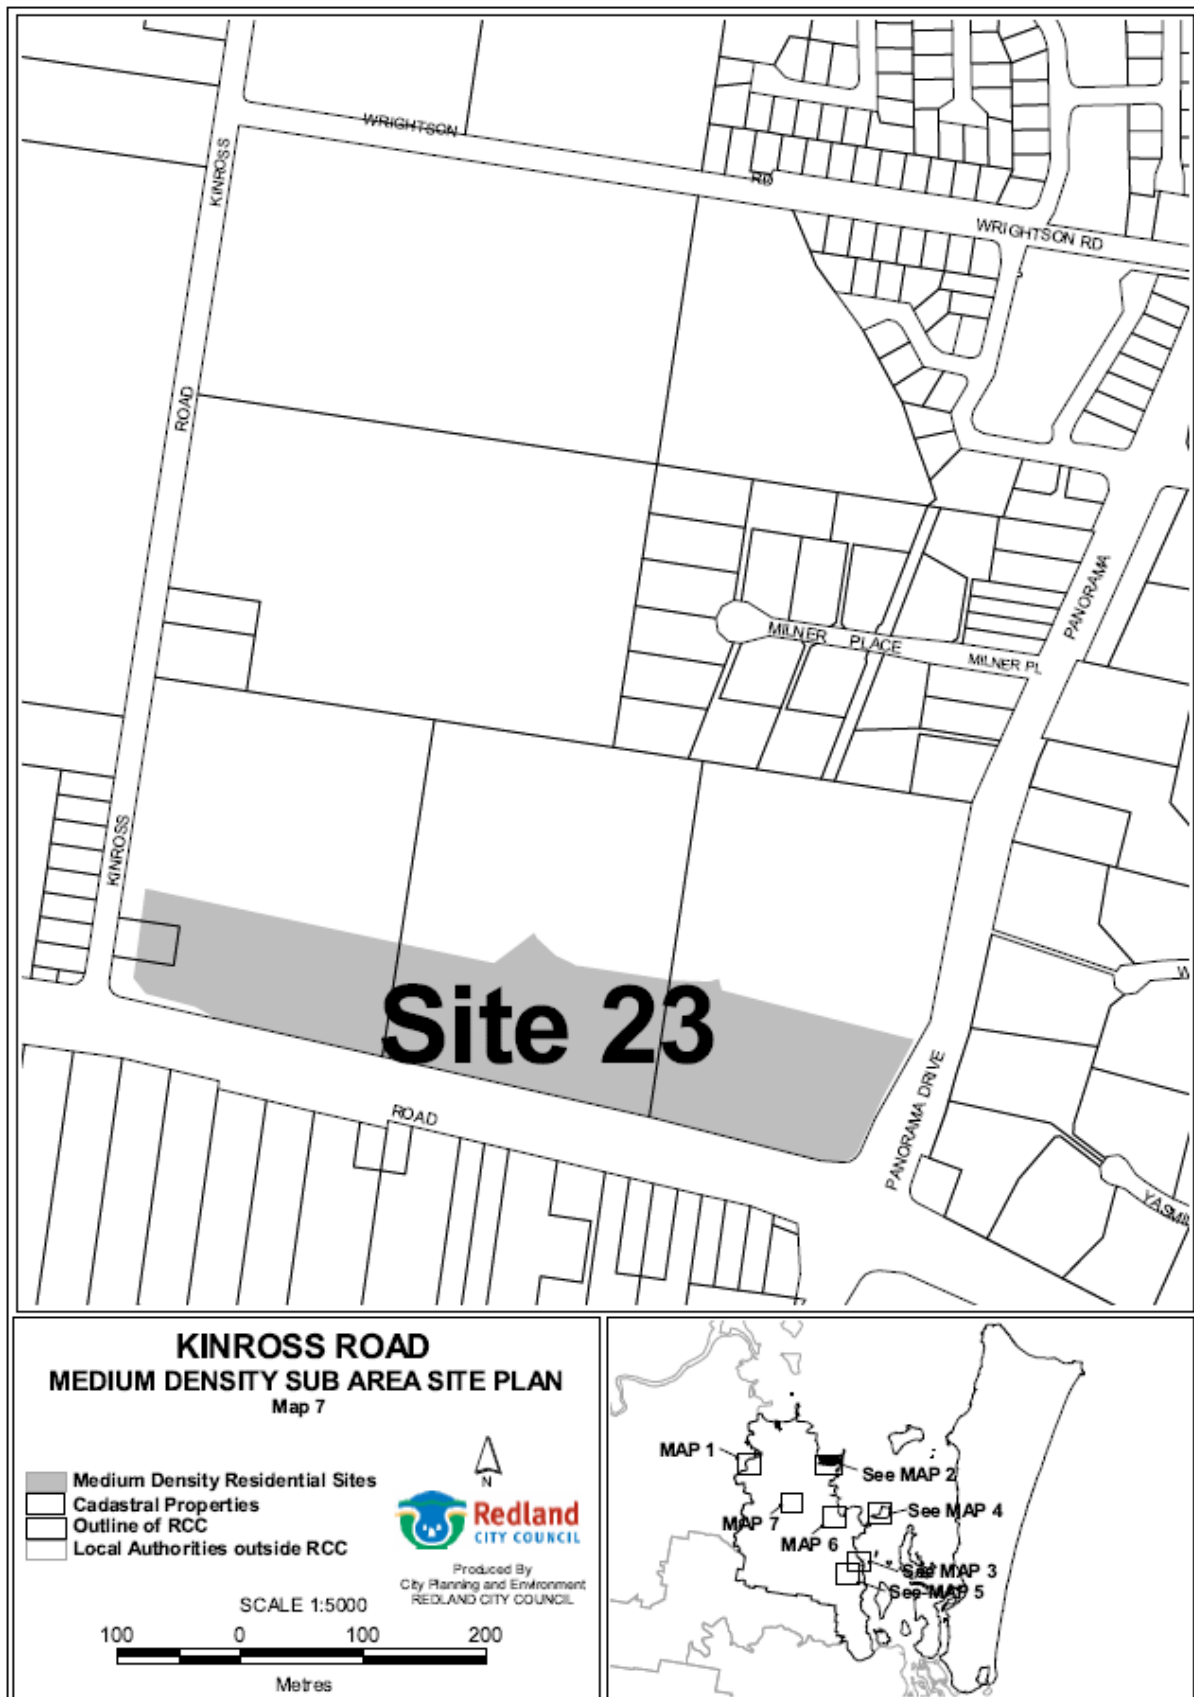 WRIGHTSON
RD
WRIGHTSON RD
KINROSS
ROAD
KINROSS
PANORAMA
MILNER PLACE
MILNER PL
Site 23
ROAD
PANORAMA DRIVE
W
YASMI
KINROSS ROAD
MEDIUM DENSITY SUB AREA SITE PLAN
Map 7
Medium Density Residential Sites
Cadastral Properties
Outline of RCC
Local Authorities outside RCC
N
Redland
CITY COUNCIL
Produced By
City Planning and Environment
REDLAND CITY COUNCIL
SCALE 1:5000
100 0 100 200
Metres
MAP 1
See MAP 2
MAP 7
See MAP 4
MAP 6
See MAP 3
See MAP 5